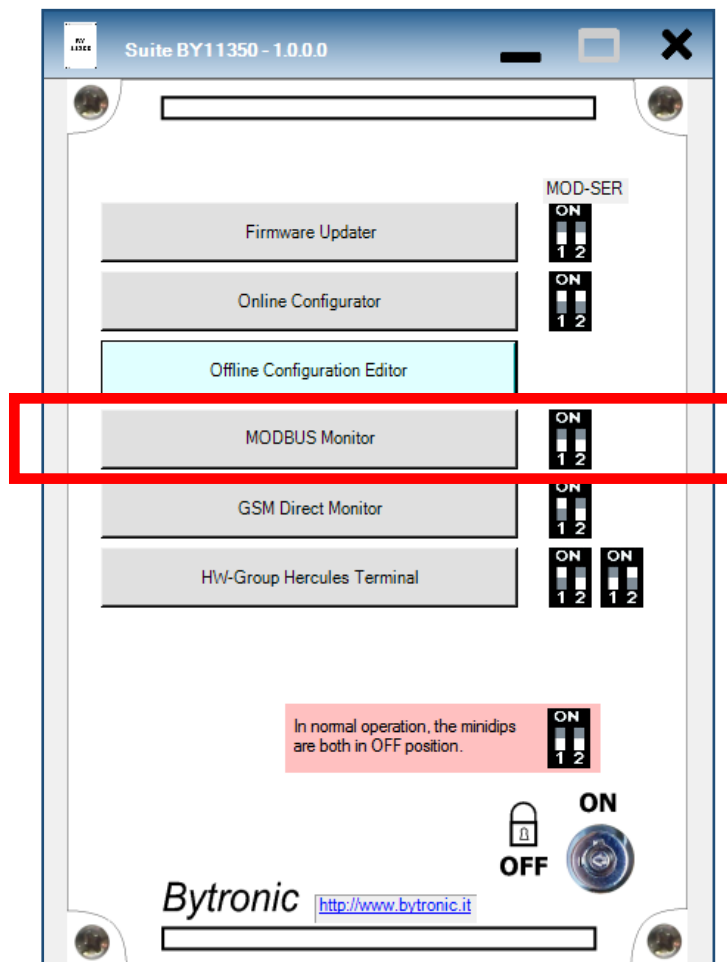 BY
11350
Suite BY11350 - 1.0.0.0
MOD-SER
Firmware Updater
ON
1 2
Online Configurator
ON
1 2
Offline Configuration Editor
MODBUS Monitor
ON
1 2
GSM Direct Monitor
ON
1 2
HW-Group Hercules Terminal
ON ON
1 2 1 2
In normal operation, the minidips
are both in OFF position.
ON
1 2
ON
OFF
Bytronic http://www.bytronic.it